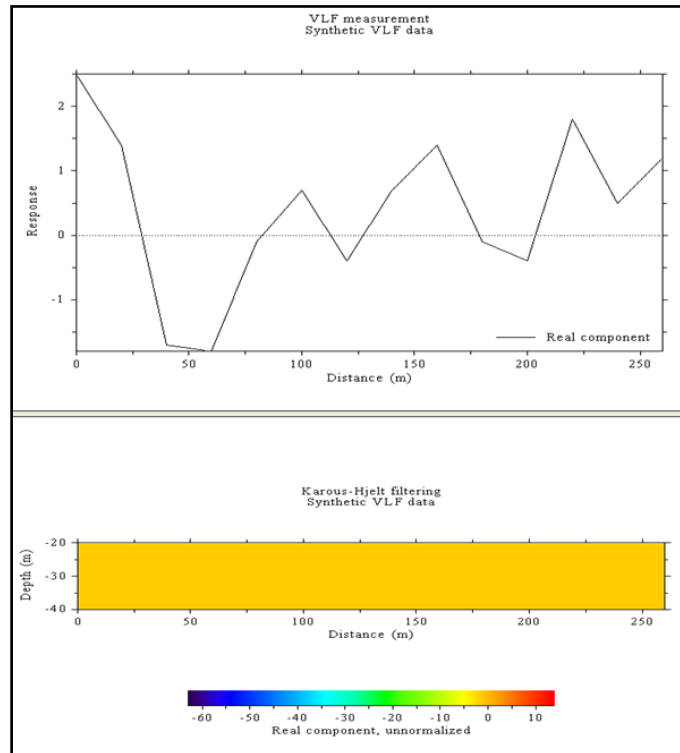 VLF measurement
Synthetic VLF data
2
1
0
-1
Response
Real component
0 50 100 150 200 250
Distance (m)
Karous-Hjelt filtering
Synthetic VLF data
-20
-30
-40
Depth (m)
0 50 100 150 200 250
Distance (m)
-60 -50 -40 -30 -20 -10 0 10
Real component, unnormalized